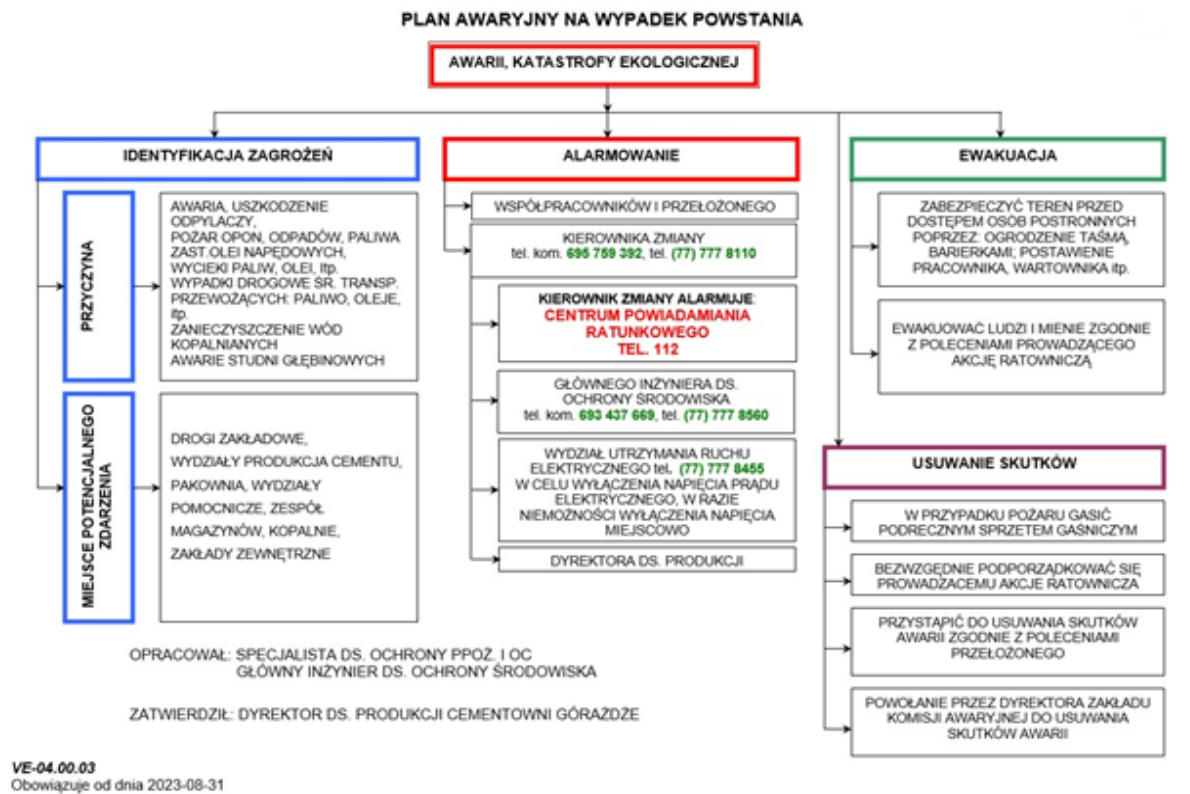 PLAN AWARYJNY NA WYPADEK POWSTANIA
AWARII, KATASTROFY EKOLOGICZNEJ
IDENTYFIKACJA ZAGROŻEŃ
PRZYCZYNA
AWARIA, USZKODZENIE
ODPYLACZY,
POŻAR OPON, ODPADÓW, PALIWA
ZAST.OLEI NAPĘDOWYCH,
WYCIEKI PALIW, OLEI, Itp.
WYPADKI DROGOWE ŚR. TRANSP.
PRZEWOŻĄCYCH: PALIWO, OLEJE,
itp.
ZANIECZYSZCZENIE WÓD
KOPALNIANYCH
AWARIE STUDNI GŁĘBINOWYCH
MIEJSCE POTENCJALNEGO
ZDARZENIA
DROGI ZAKŁADOWE,
WYDZIAŁY PRODUKCJA CEMENTU,
PAKOWNIA, WYDZIAŁY
POMOCNICZE, ZESPÓŁ
MAGAZYNÓW, KOPALNIE,
ZAKŁADY ZEWNĘTRZNE
ALARMOWANIE
WSPÓŁPRACOWNIKÓW I PRZEŁOŻONEGO
KIEROWNIKA ZMIANY
tel. kom. 695 759 392, tel. (77) 777 8110
KIEROWNIK ZMIANY ALARMUJE:
CENTRUM POWIADAMIANIA
RATUNKOWEGO
TEL. 112
GŁÓWNEGO INŻYNIERA DS.
OCHRONY ŚRODOWISKA
tel. kom. 693 437 669, tel. (77) 777 8560
WYDZIAŁ UTRZYMANIA RUCHU
ELEKTRYCZNEGO tel. (77) 777 8455
W CELU WYŁĄCZENIA NAPIĘCIA PRĄDU
ELEKTRYCZNEGO, W RAZIE
NIEMOŻNOŚCI WYŁĄCZENIA NAPIĘCIA
MIEJSCOWO
DYREKTORA DS. PRODUKCJI
EWAKUACJA
ZABEZPIECZYĆ TEREN PRZED
DOSTĘPEM OSÓB POSTRONNYCH
POPRZEZ: OGRODZENIE TAŚMĄ,
BARIERKAMI; POSTAWIENIE
PRACOWNIKA, WARTOWNIKA itp.
EWAKUOWAĆ LUDZI I MIENIE ZGODNIE
Z POLECENIAMI PROWADZĄCEGO
AKCJĘ RATOWNICZĄ
USUWANIE SKUTKÓW
W PRZYPADKU POŻARU GASIĆ
PODRECZNYM SPRZETEM GAŚNICZYM
BEZWZGĘDNIE PODPORZĄDKOWAĆ SIĘ
PROWADZACEMU AKCJE RATOWNICZA
PRZYSTĄPIĆ DO USUWANIA SKUTKÓW
AWARII ZGODNIE Z POLECENIAMI
PRZEŁOŻONEGO
POWOŁANIE PRZEZ DYREKTORA ZAKŁADU
KOMISJI AWARYJNEJ DO USUWANIA
SKUTKÓW AWARII
OPRACOWAŁ: SPECJALISTA DS. OCHRONY PPOŻ. I OC
GŁÓWNY INŻYNIER DS. OCHRONY ŚRODOWISKA
ZATWIERDZIŁ: DYREKTOR DS. PRODUKCJI CEMENTOWNI GÓRAŻDŻE
VE-04.00.03
Obowiązuje od dnia 2023-08-31